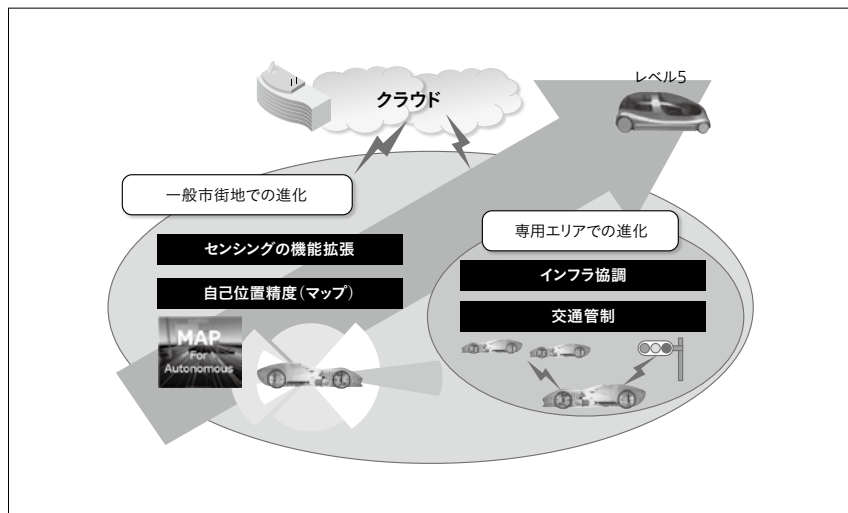 レベル5
クラウド
一般市街地での進化
専用エリアでの進化
センシングの機能拡張
インフラ協調
自己位置精度(マップ)
交通管制
MAP
For
Autonomous